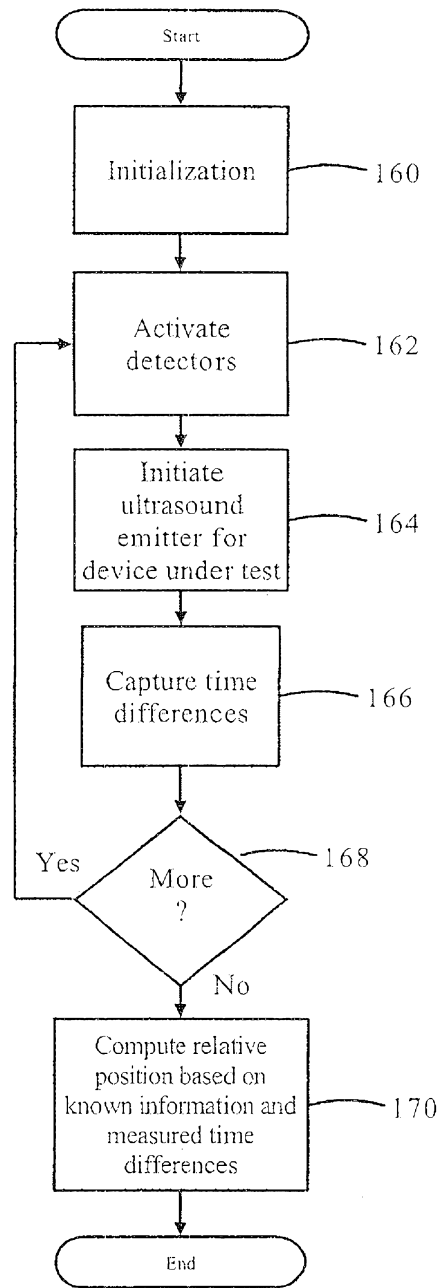 Start
Initialization
160
Activate
detectors
162
Initiate
ultrasound
emitter for
device under test
164
Capture time
differences
166
Yes
More
?
168
No
Compute relative
position based on
known information and
measured time
differences
170
End